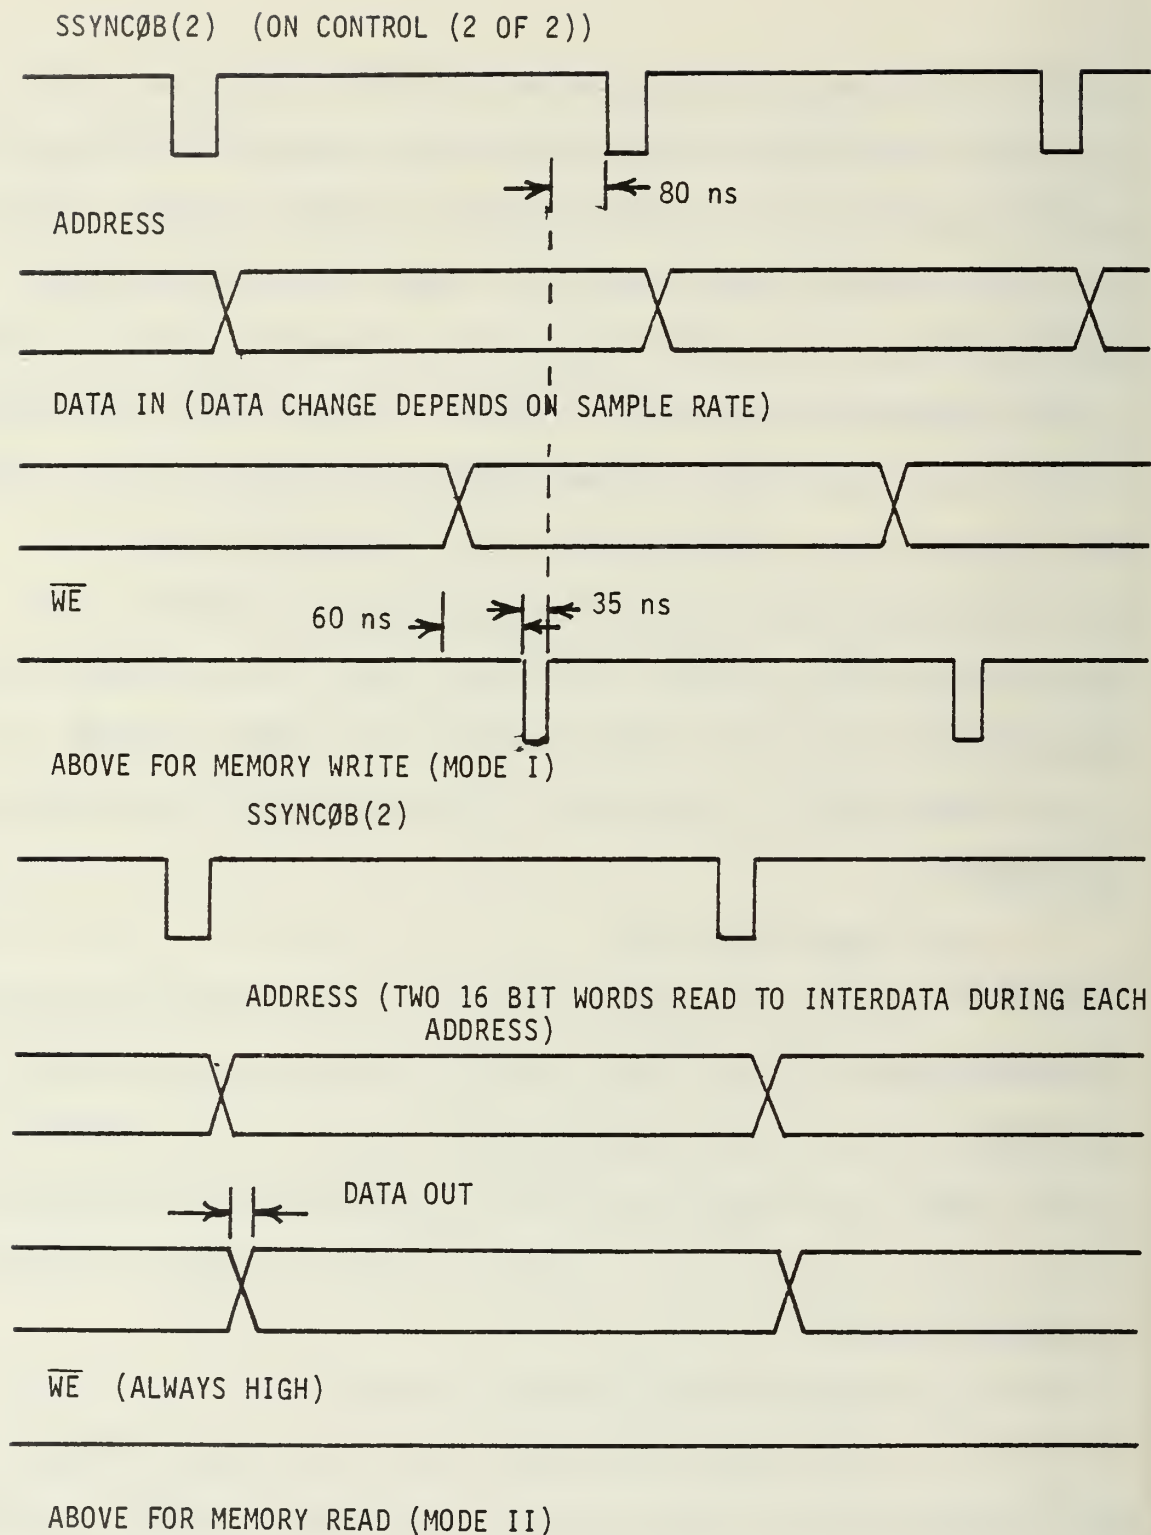 SSYNCØB(2) (ON CONTROL (2 OF 2))
80 ns
ADDRESS
DATA IN (DATA CHANGE DEPENDS ON SAMPLE RATE)
W̅E̅
60 ns
35 ns
ABOVE FOR MEMORY WRITE (MODE I)
SSYNCØB(2)
ADDRESS (TWO 16 BIT WORDS READ TO INTERDATA DURING EACH
ADDRESS)
DATA OUT
W̅E̅ (ALWAYS HIGH)
ABOVE FOR MEMORY READ (MODE II)